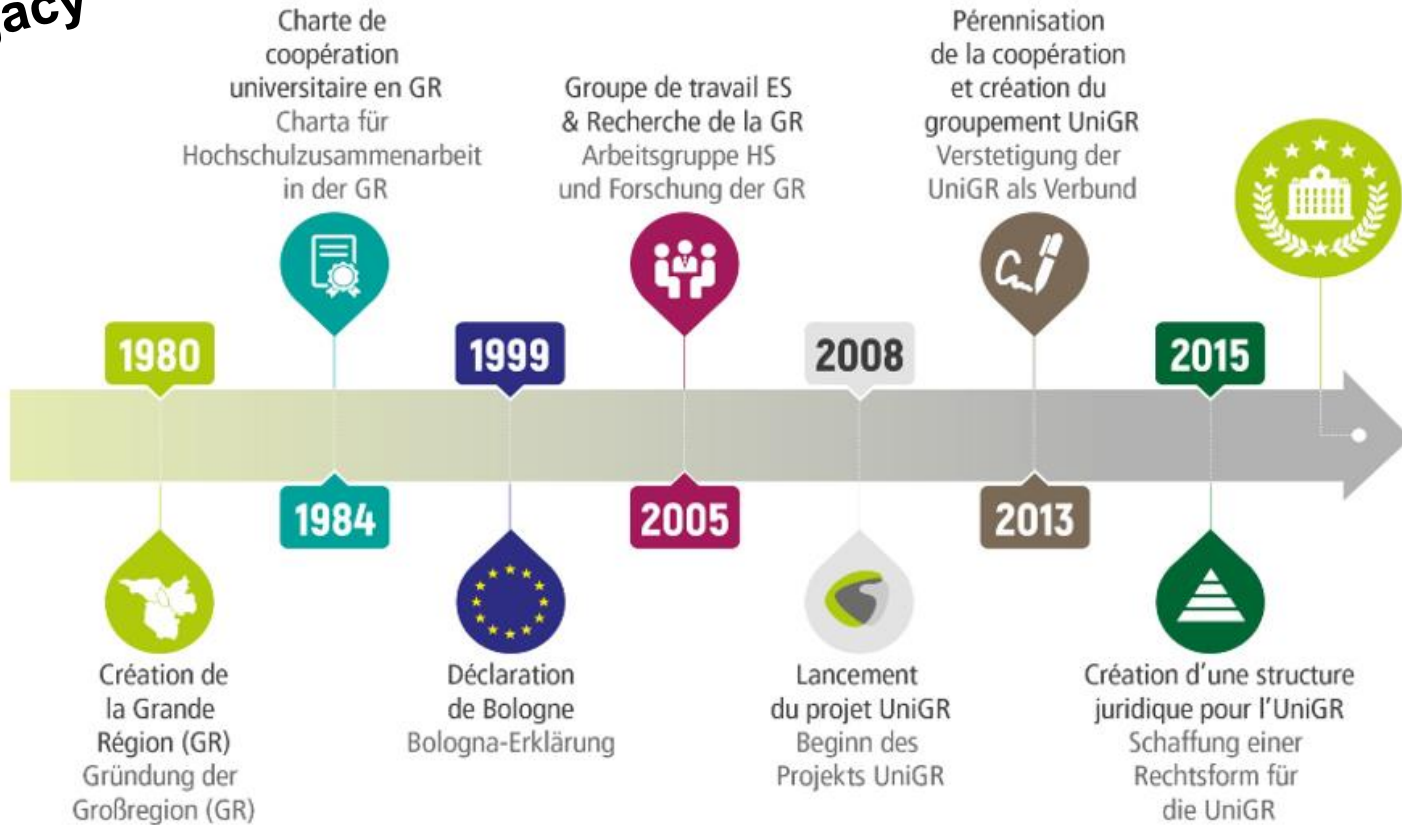 Charte de
coopération
universitaire en GR
Charta für
Hochschulzusammenarbeit
in der GR
Groupe de travail ES
& Recherche de la GR
Arbeitsgruppe HS
und Forschung der GR
Pérennisation
de la coopération
et création du
groupement UniGR
Verstetigung der
UniGR als Verbund
1980
1999
2008
2015
1984
2005
2013
Création de
la Grande
Région (GR)
Gründung der
Großregion (GR)
Déclaration
de Bologne
Bologna-Erklärung
Lancement
du projet UniGR
Beginn des
Projekts UniGR
Création d'une structure
juridique pour l'UniGR
Schaffung einer
Rechtsform für
die UniGR